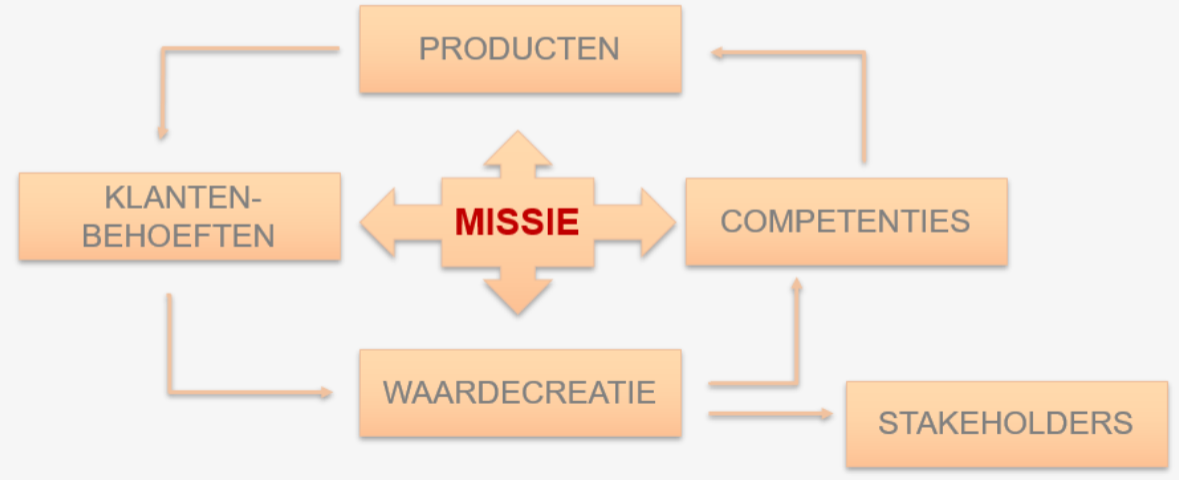 PRODUCTEN
KLANTEN-
BEHOEFTEN
MISSIE
COMPETENTIES
WAARDECREATIE
STAKEHOLDERS